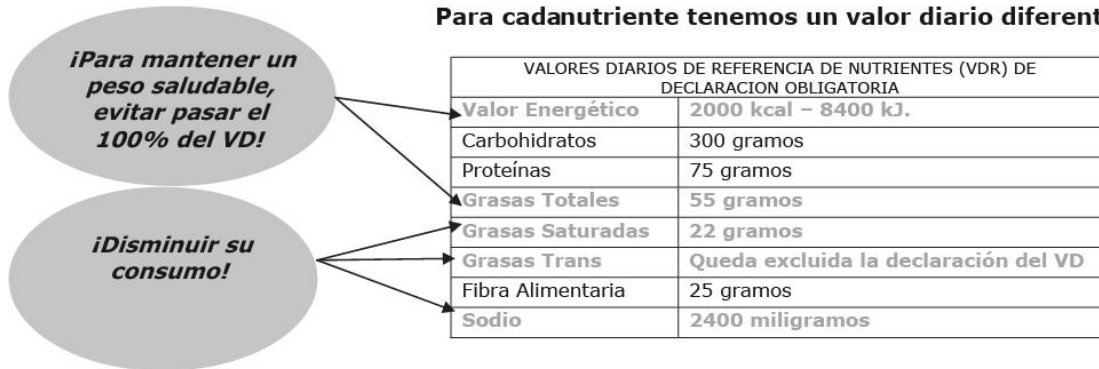 Para cadanutriente tenemos un valor diario diferent
¡Para mantener un
peso saludable,
evitar pasar el
100% del VD!
¡Disminuir su
consumo!
VALORES DIARIOS DE REFERENCIA DE NUTRIENTES (VDR) DE
DECLARACION OBLIGATORIA
Valor Energético 2000 kcal – 8400 kJ.
Carbohidratos 300 gramos
Proteínas 75 gramos
Grasas Totales 55 gramos
Grasas Saturadas 22 gramos
Grasas Trans Queda excluida la declaración del VD
Fibra Alimentaria 25 gramos
Sodio 2400 miligramos